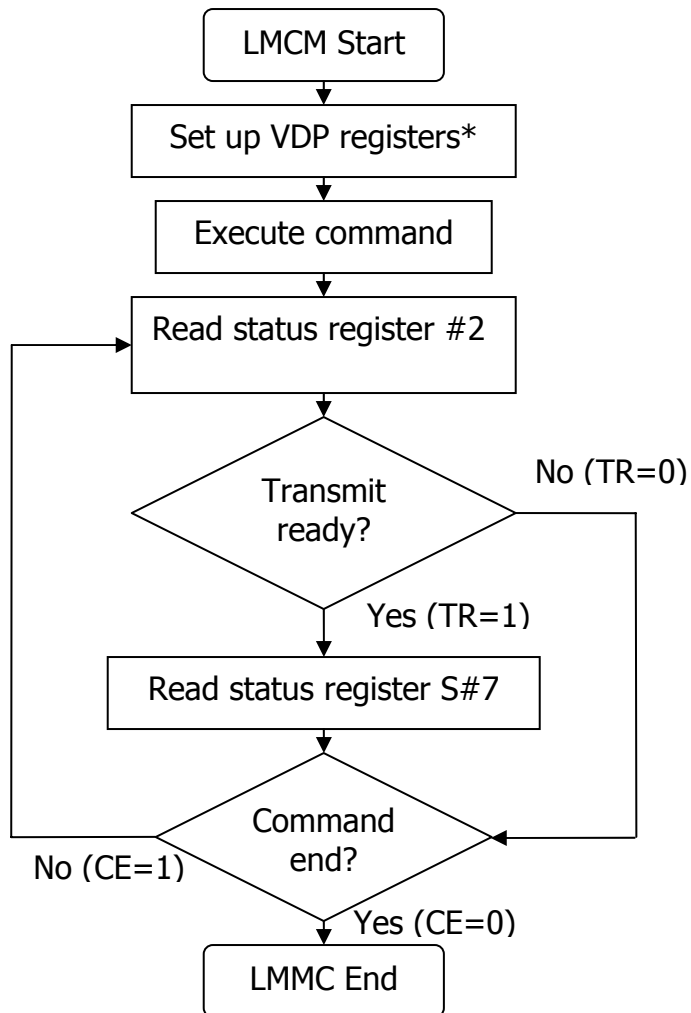 LMCM Start
Set up VDP registers*
Execute command
Read status register #2
No (TR=0)
Transmit
ready?
Yes (TR=1)
Read status register S#7
Command
end?
No (CE=1)
Yes (CE=0)
LMMC End